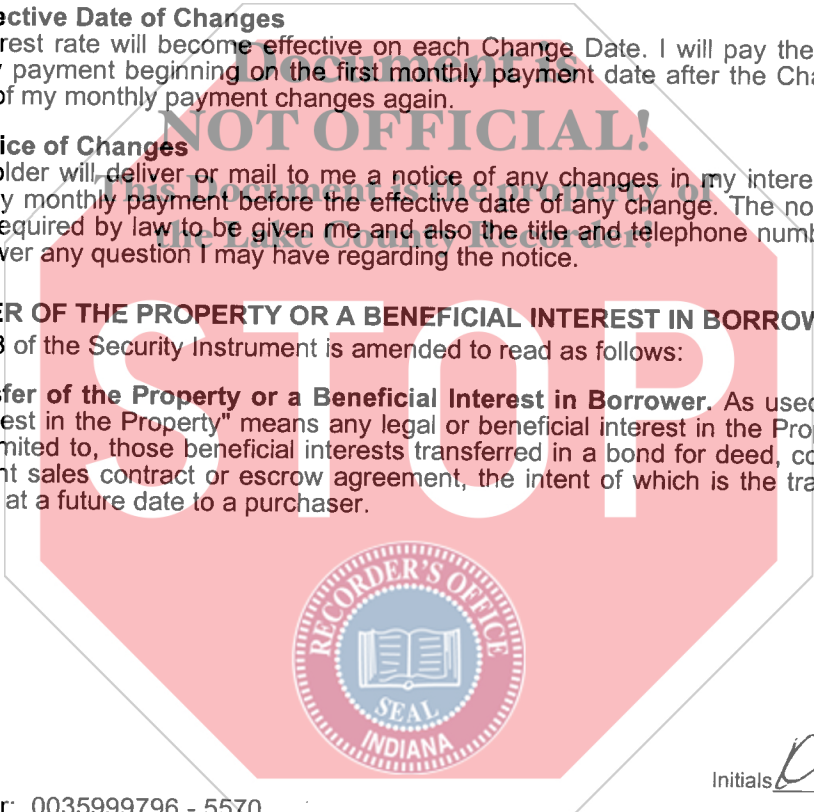 ective Date of Changes
rest rate will become effective on each Change Date. I will pay the
payment beginning on the first monthly payment date after the Cha
of my monthly payment changes again.
Document is
NOT OFFICIAL!
This Document is the property of
the Lake County Recorder!
ice of Changes
older will deliver or mail to me a notice of any changes in my intere
y monthly payment before the effective date of any change. The no
equired by law to be given me and also the title and telephone numb
ver any question I may have regarding the notice.
ER OF THE PROPERTY OR A BENEFICIAL INTEREST IN BORROW
of the Security Instrument is amended to read as follows:
fer of the Property or a Beneficial Interest in Borrower. As used
est in the Property" means any legal or beneficial interest in the Prop
mited to, those beneficial interests transferred in a bond for deed, co
nt sales contract or escrow agreement, the intent of which is the tra
at a future date to a purchaser.
STOP
RECORDER'S OFFICE
SEAL
INDIANA
Initials
r: 0035999796 - 5570